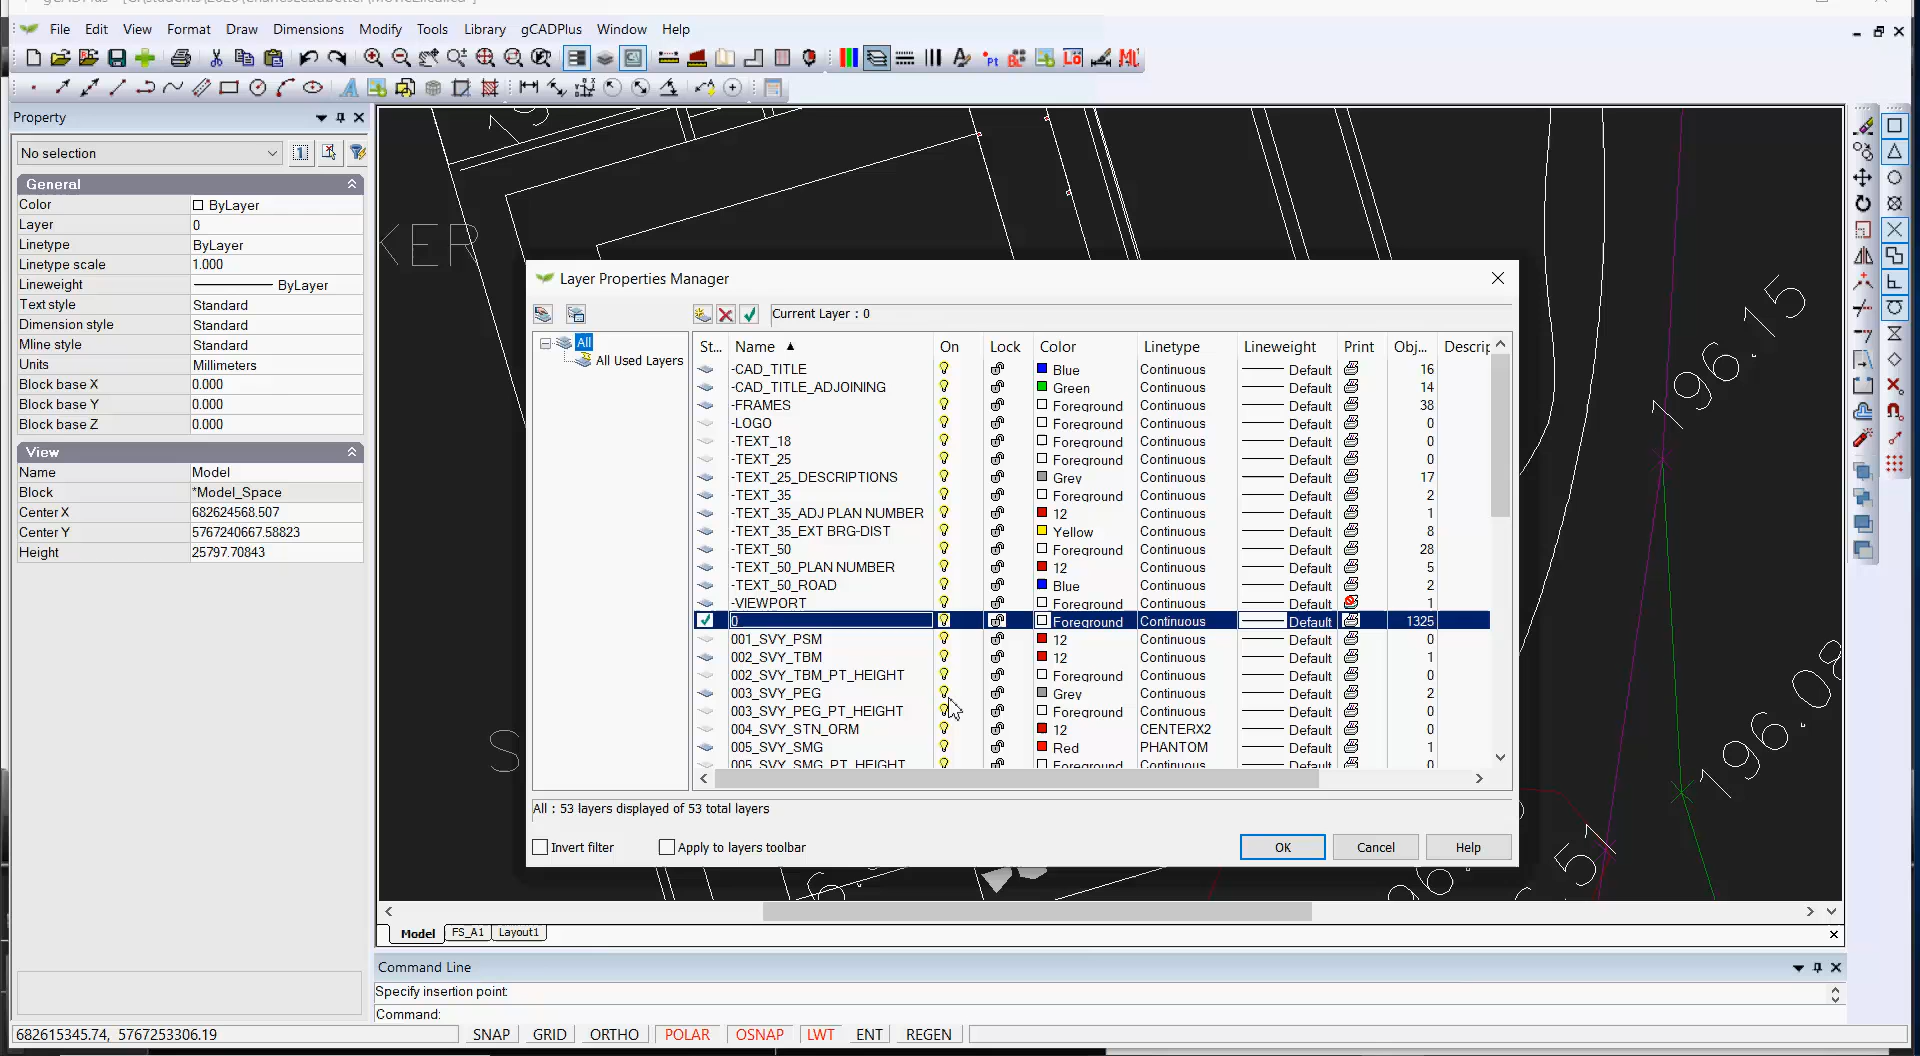 File Edit View Format Draw Dimensions Modify Tools Library gCADPlus Window Help
Property
No selection
General
Color ByLayer
Layer 0
Linetype ByLayer
Linetype scale 1.000
Lineweight ByLayer
Text style Standard
Dimension style Standard
Mline style Standard
Units Millimeters
Block base X 0.000
Block base Y 0.000
Block base Z 0.000
View
Name Model
Block *Model_Space
Center X 682624568.507
Center Y 5767240667.58823
Height 25797.70843
KER
196.15
196.08
Layer Properties Manager
Current Layer : 0
All
All Used Layers
St... Name On Lock Color Linetype Lineweight Print Obj... Descrip
-CAD_TITLE Blue Continuous Default 16
-CAD_TITLE_ADJOINING Green Continuous Default 14
-FRAMES Foreground Continuous Default 38
-LOGO Foreground Continuous Default 0
-TEXT_18 Foreground Continuous Default 0
-TEXT_25 Foreground Continuous Default 0
-TEXT_25_DESCRIPTIONS Grey Continuous Default 17
-TEXT_35 Foreground Continuous Default 2
-TEXT_35_ADJ PLAN NUMBER 12 Continuous Default 1
-TEXT_35_EXT BRG-DIST Yellow Continuous Default 8
-TEXT_50 Foreground Continuous Default 28
-TEXT_50_PLAN NUMBER 12 Continuous Default 5
-TEXT_50_ROAD Blue Continuous Default 2
-VIEWPORT Foreground Continuous Default 1
0 Foreground Continuous Default 1325
001_SVY_PSM 12 Continuous Default 0
002_SVY_TBM 12 Continuous Default 1
002_SVY_TBM_PT_HEIGHT Foreground Continuous Default 0
003_SVY_PEG Grey Continuous Default 2
003_SVY_PEG_PT_HEIGHT Foreground Continuous Default 0
004_SVY_STN_ORM 12 CENTERX2 Default 0
005_SVY_SMG Red PHANTOM Default 1
005_SVY_SMG_PT_HEIGHT Foreground Continuous Default 0
All : 53 layers displayed of 53 total layers
Invert filter Apply to layers toolbar OK Cancel Help
Model FS_A1 Layout1
Command Line
Specify insertion point:
Command:
682615345.74, 5767253306.19 SNAP GRID ORTHO POLAR OSNAP LWT ENT REGEN